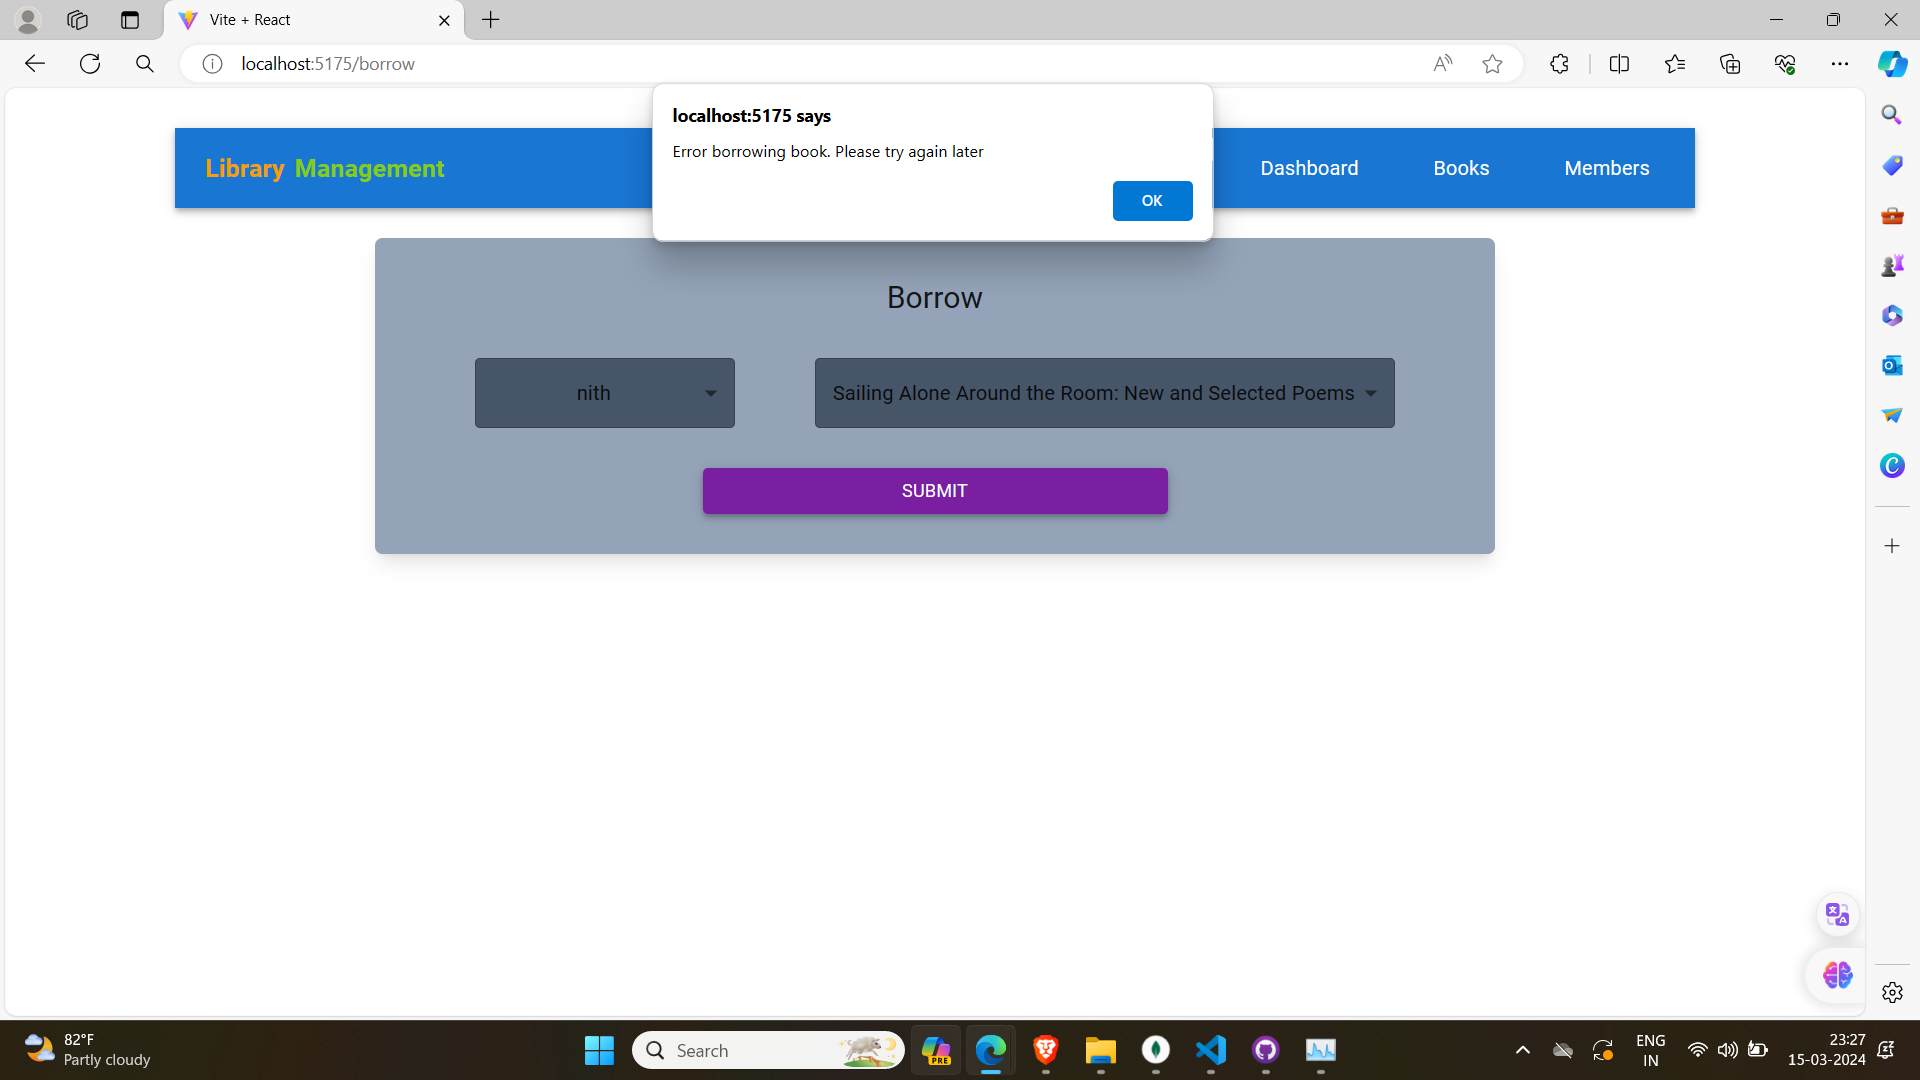 Vite + React
localhost:5175/borrow
localhost:5175 says
Error borrowing book. Please try again later
OK
Library Management
Dashboard
Books
Members
Borrow
nith
Sailing Alone Around the Room: New and Selected Poems
SUBMIT
82°F
Partly cloudy
Search
PRE
ENG
IN
23:27
15-03-2024